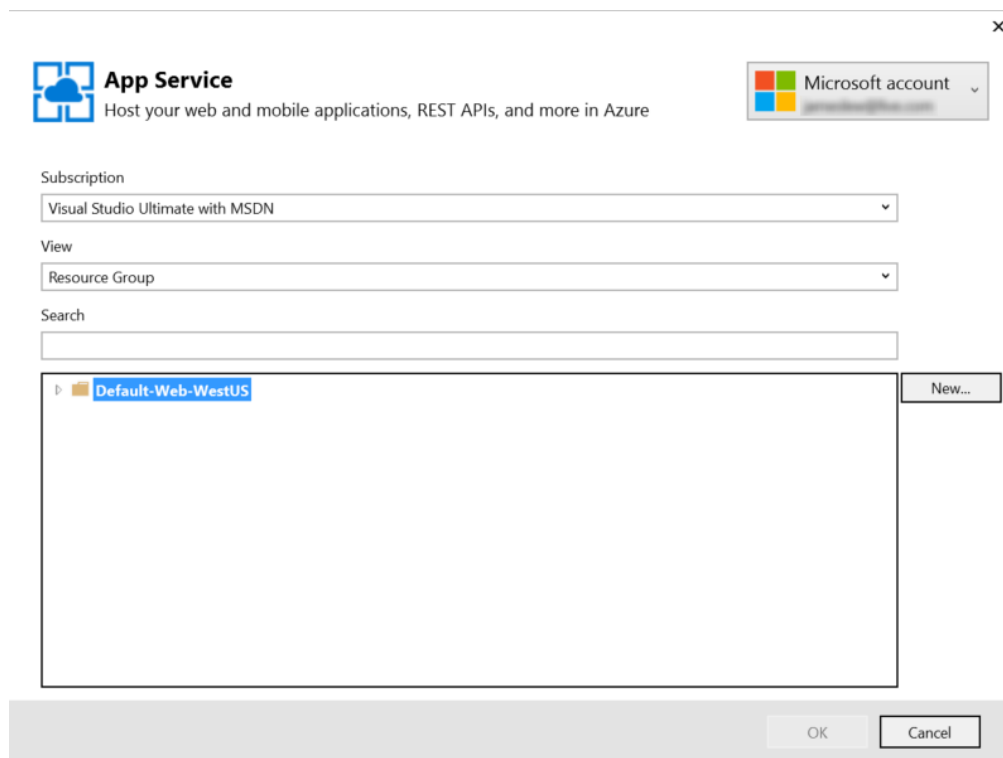 App Service
Host your web and mobile applications, REST APIs, and more in Azure
Microsoft account
Subscription
Visual Studio Ultimate with MSDN
View
Resource Group
Search
Default-Web-WestUS
New...
OK
Cancel